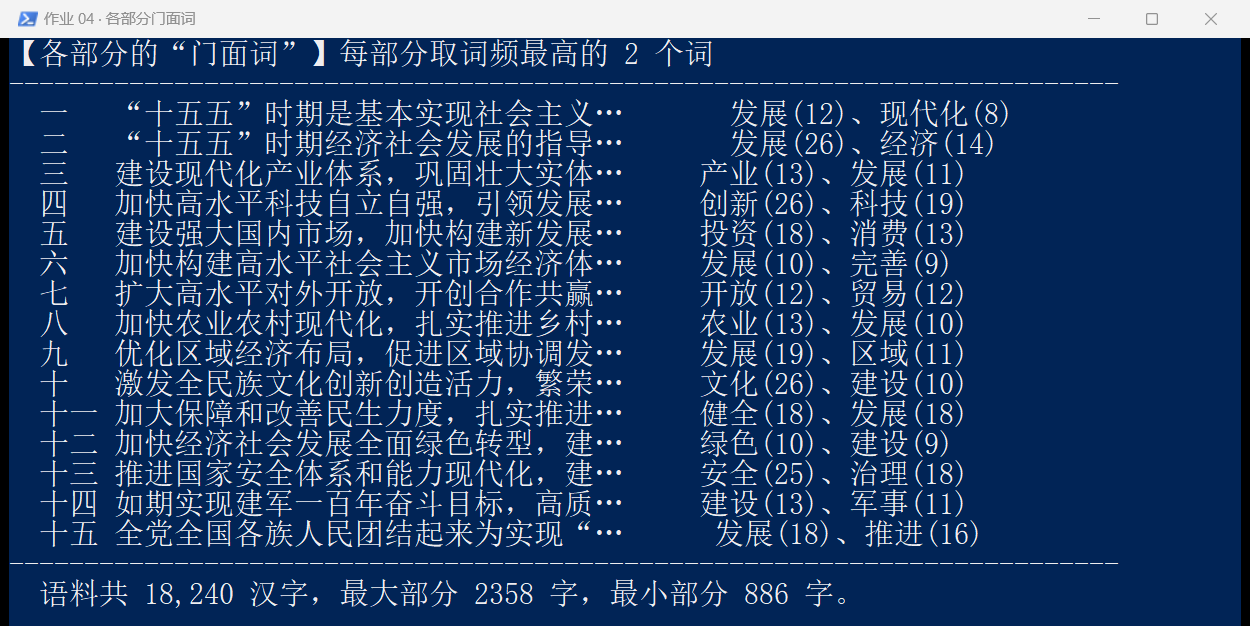 作业 04 · 各部分门面词
【各部分的“门面词”】每部分取词频最高的 2 个词
一 “十五五”时期是基本实现社会主义… 发展(12)、现代化(8)
二 “十五五”时期经济社会发展的指导… 发展(26)、经济(14)
三 建设现代化产业体系，巩固壮大实体… 产业(13)、发展(11)
四 加快高水平科技自立自强，引领发展… 创新(26)、科技(19)
五 建设强大国内市场，加快构建新发展… 投资(18)、消费(13)
六 加快构建高水平社会主义市场经济体… 发展(10)、完善(9)
七 扩大高水平对外开放，开创合作共赢… 开放(12)、贸易(12)
八 加快农业农村现代化，扎实推进乡村… 农业(13)、发展(10)
九 优化区域经济布局，促进区域协调发… 发展(19)、区域(11)
十 激发全民族文化创新创造活力，繁荣… 文化(26)、建设(10)
十一 加大保障和改善民生力度，扎实推进… 健全(18)、发展(18)
十二 加快经济社会发展全面绿色转型，建… 绿色(10)、建设(9)
十三 推进国家安全体系和能力现代化，建… 安全(25)、治理(18)
十四 如期实现建军一百年奋斗目标，高质… 建设(13)、军事(11)
十五 全党全国各族人民团结起来为实现“… 发展(18)、推进(16)
语料共 18,240 汉字，最大部分 2358 字，最小部分 886 字。